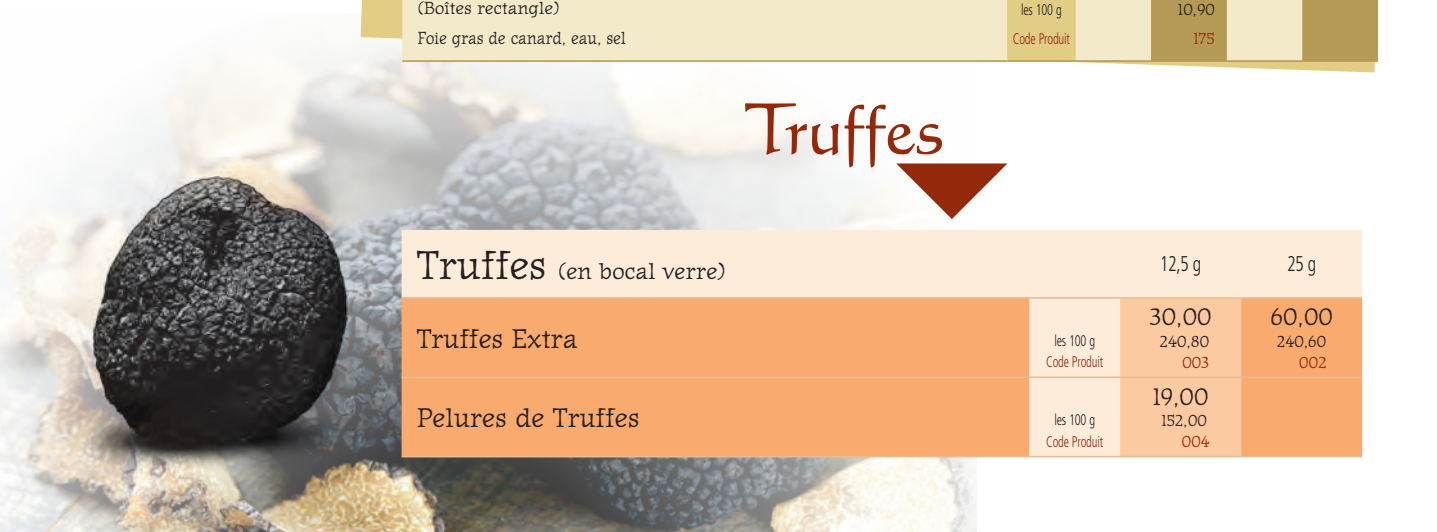 (Boîtes rectangle) les 100 g 10,90
Foie gras de canard, eau, sel Code Produit 175
Truffes
Truffes (en bocal verre) 12,5 g 25 g
30,00 60,00
Truffes Extra les 100 g 240,80 240,60
Code Produit 003 002
19,00
Pelures de Truffes les 100 g 152,00
Code Produit 004